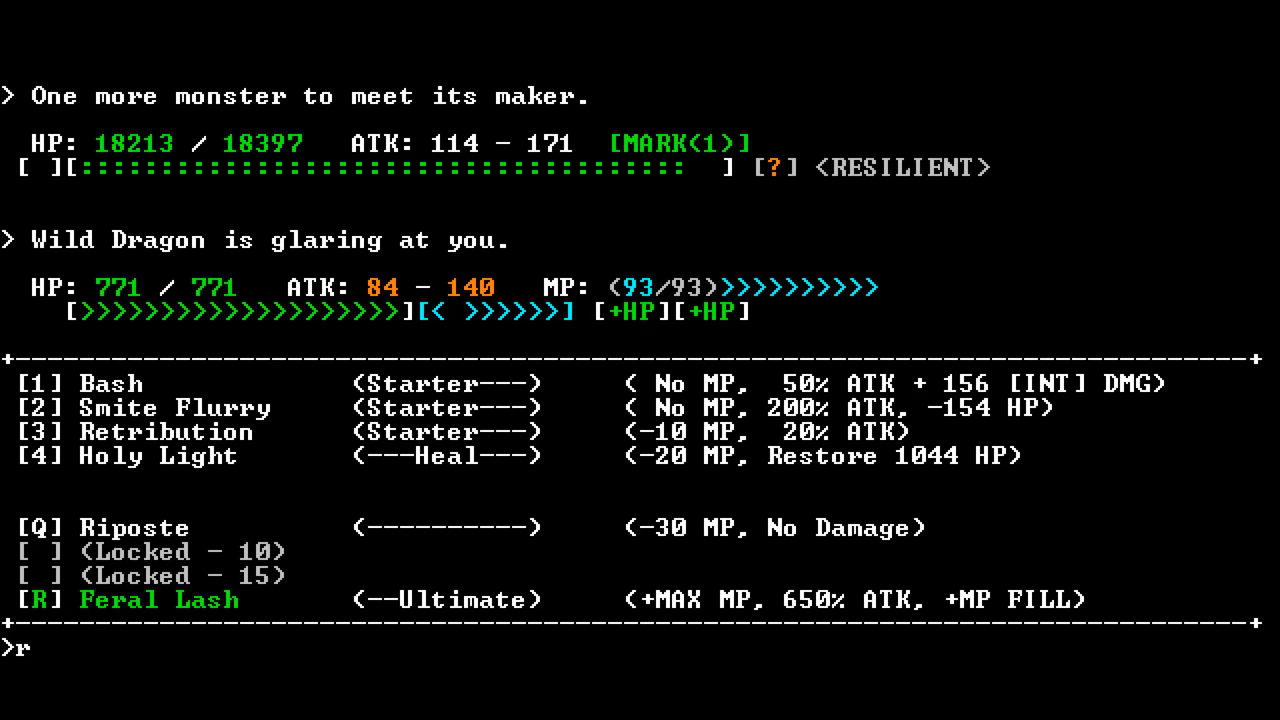 > One more monster to meet its maker.
HP: 18213 / 18397 ATK: 114 - 171 [MARK(1)]
[ ][:::::::::::::::::::::::::::::::::::::: ] [?] <RESILIENT>
> Wild Dragon is glaring at you.
HP: 771 / 771 ATK: 84 - 140 MP: (93/93)>>>>>>>>>>
[>>>>>>>>>>>>>>>>>>>>][< >>>>>>] [+HP][+HP]
+------------------------------------------------------------------------------+
[1] Bash (Starter---) ( No MP, 50% ATK + 156 [INT] DMG)
[2] Smite Flurry (Starter---) ( No MP, 200% ATK, -154 HP)
[3] Retribution (Starter---) (-10 MP, 20% ATK)
[4] Holy Light (---Heal---) (-20 MP, Restore 1044 HP)
[Q] Riposte (----------) (-30 MP, No Damage)
[ ] (Locked - 10)
[ ] (Locked - 15)
[R] Feral Lash (--Ultimate) (+MAX MP, 650% ATK, +MP FILL)
+------------------------------------------------------------------------------+
>r